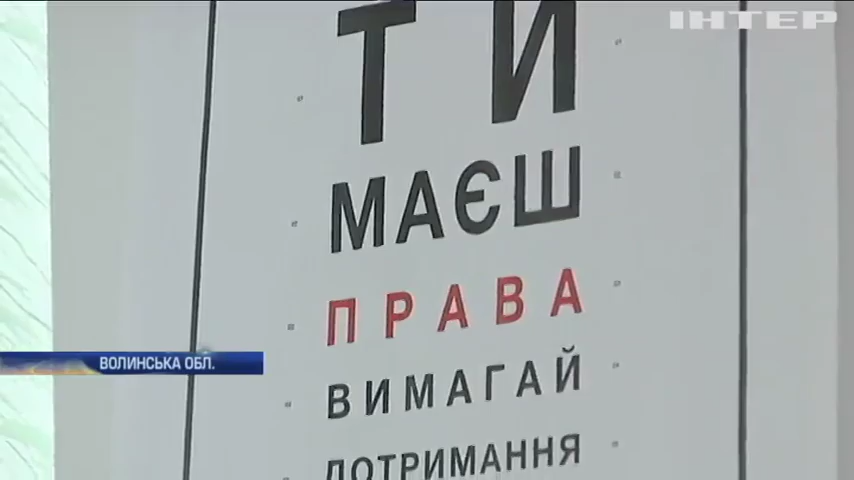 ІНТЕР
ТИ
МАЄШ
ПРАВА
ВИМАГАЙ
ДОТРИМАННЯ
ВОЛИНСЬКА ОБЛ.